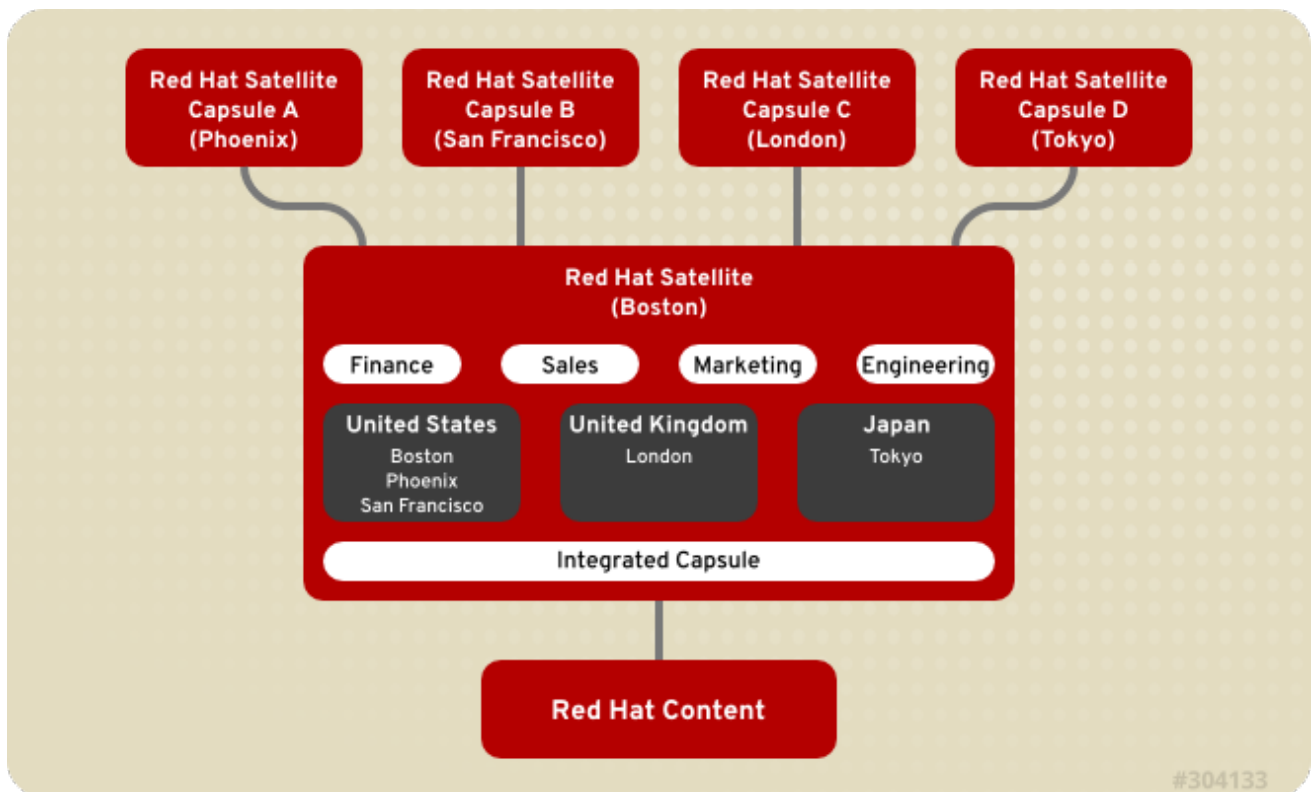 Red Hat Satellite
Capsule A
(Phoenix)
Red Hat Satellite
Capsule B
(San Francisco)
Red Hat Satellite
Capsule C
(London)
Red Hat Satellite
Capsule D
(Tokyo)
Red Hat Satellite
(Boston)
Finance
Sales
Marketing
Engineering
United States
Boston
Phoenix
San Francisco
United Kingdom
London
Japan
Tokyo
Integrated Capsule
Red Hat Content
#304133